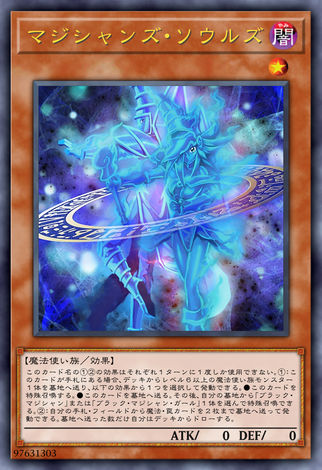 マジシャンズ・ソウルズ
やみ
闇
【魔法使い族／効果】
このカード名の①②の効果はそれぞれ１ターンに１度しか使用できない。①：こ
のカードが手札にある場合、デッキからレベル６以上の魔法使い族モンスター
１体を墓地へ送り、以下の効果から１つを選択して発動できる。●このカードを
特殊召喚する。●このカードを墓地へ送る。その後、自分の墓地から「ブラック・
マジシャン」または「ブラック・マジシャン・ガール」１体を選んで特殊召喚でき
る。②：自分の手札・フィールドから魔法・罠カードを２枚まで墓地へ送って発
動できる。墓地へ送った数だけ自分はデッキからドローする。
ATK/ 0 DEF/ 0
97631303